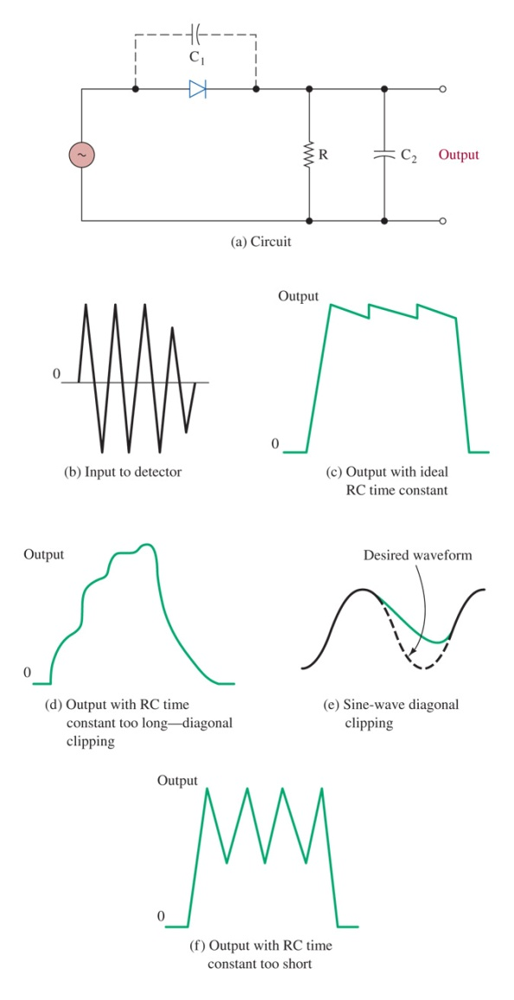 C₁
R
C₂ Output
(a) Circuit
0
(b) Input to detector
Output
0
(c) Output with ideal
RC time constant
Output
0
(d) Output with RC time
constant too long—diagonal
clipping
Desired waveform
(e) Sine-wave diagonal
clipping
Output
0
(f) Output with RC time
constant too short